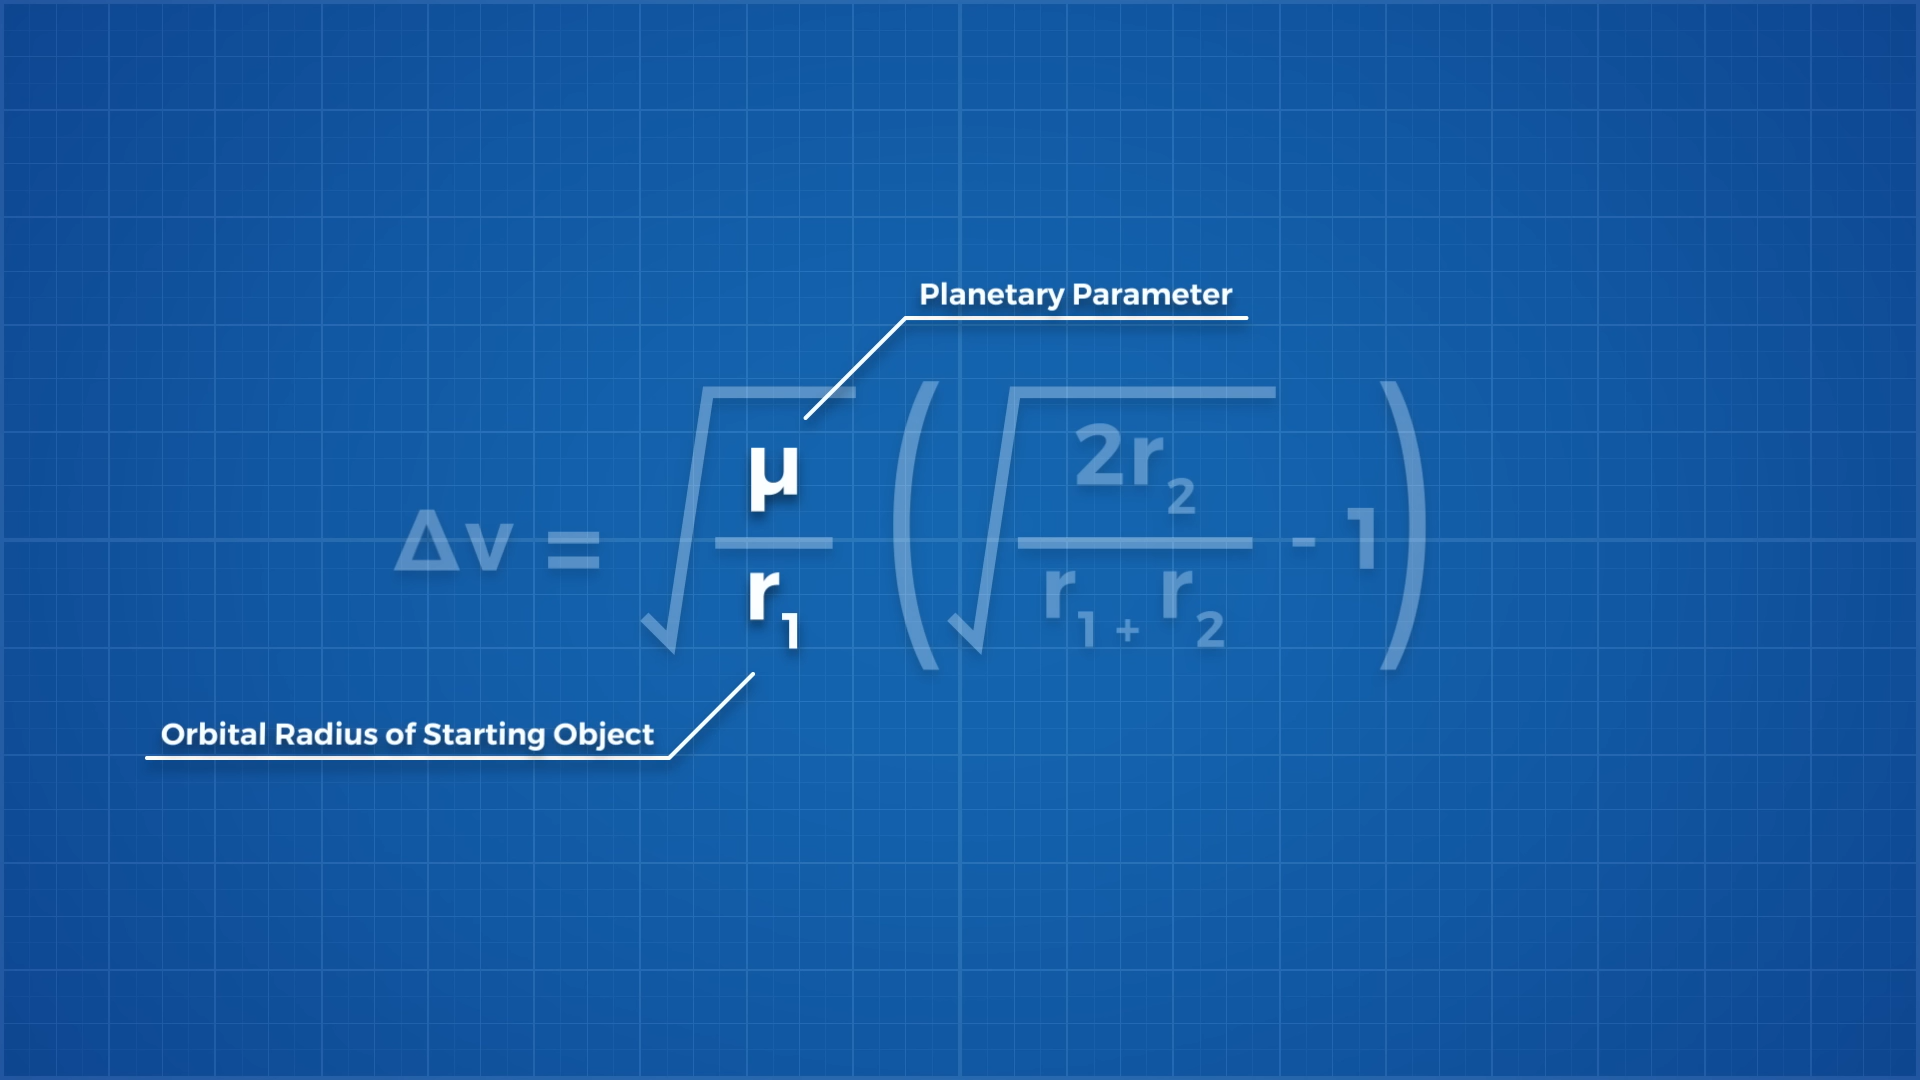 Planetary Parameter
Δv = √ μ / r₁ ( √ 2r₂ / r₁ + r₂ - 1 )
Orbital Radius of Starting Object